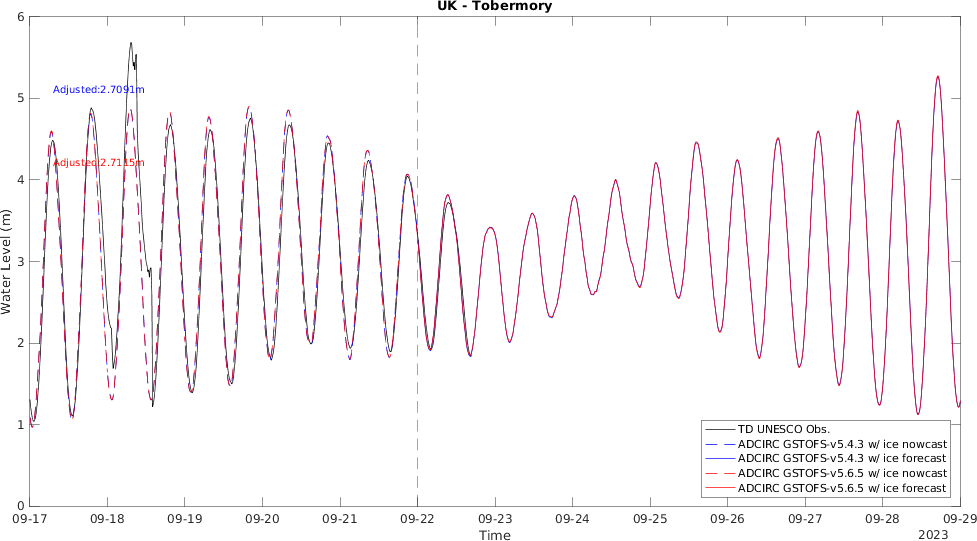 UK - Tobermory
6
5
4
3
2
1
0
Water Level (m)
Adjusted:2.7091m
Adjusted:2.7115m
TD UNESCO Obs.
ADCIRC GSTOFS-v5.4.3 w/ ice nowcast
ADCIRC GSTOFS-v5.4.3 w/ ice forecast
ADCIRC GSTOFS-v5.6.5 w/ ice nowcast
ADCIRC GSTOFS-v5.6.5 w/ ice forecast
09-17 09-18 09-19 09-20 09-21 09-22 09-23 09-24 09-25 09-26 09-27 09-28 09-29
Time
2023